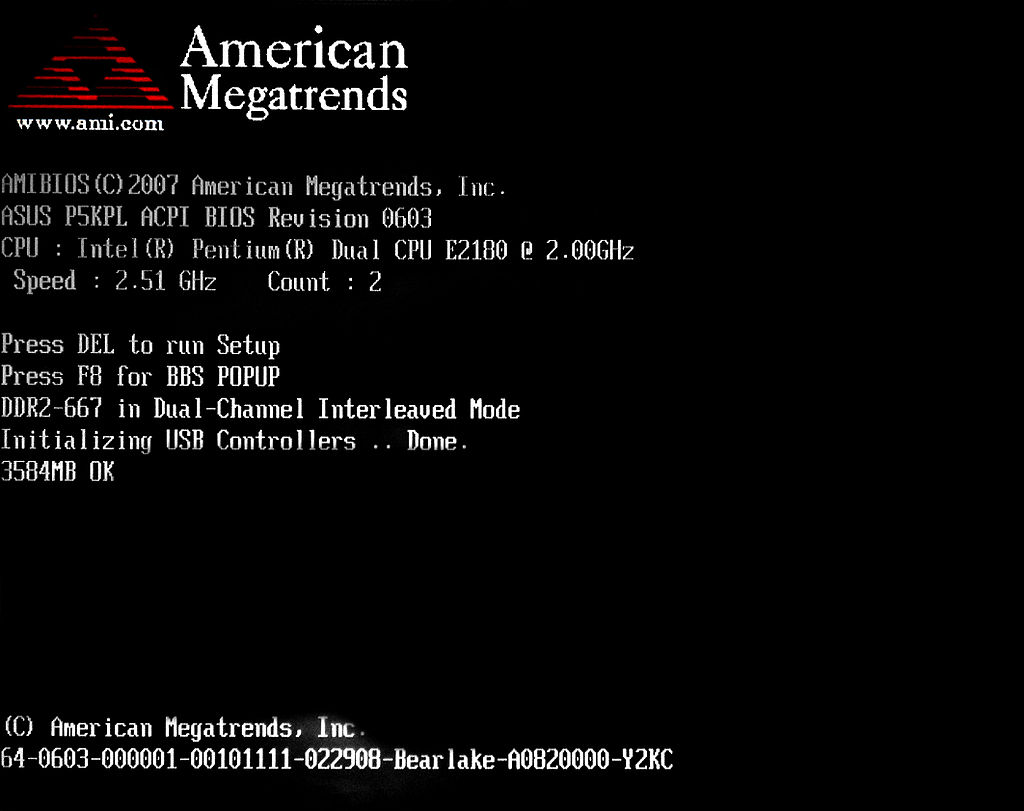 American
Megatrends
www.ami.com
AMIBIOS(C)2007 American Megatrends, Inc.
ASUS P5KPL ACPI BIOS Revision 0603
CPU : Intel(R) Pentium(R) Dual CPU E2180 @ 2.00GHz
Speed : 2.51 GHz Count : 2
Press DEL to run Setup
Press F8 for BBS POPUP
DDR2-667 in Dual-Channel Interleaved Mode
Initializing USB Controllers .. Done.
3584MB OK
(C) American Megatrends, Inc.
64-0603-000001-00101111-022908-Bearlake-A0820000-Y2KC